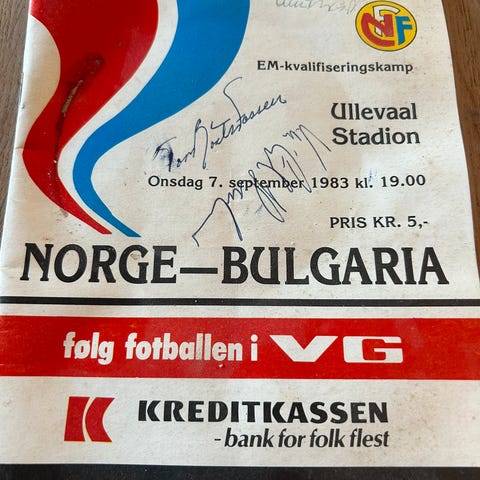 NFF
EM-kvalifiseringskamp
Ullevaal
Stadion
Onsdag 7. september 1983 kl. 19.00
PRIS KR. 5,-
NORGE—BULGARIA
følg fotballen i VG
K KREDITKASSEN
- bank for folk flest